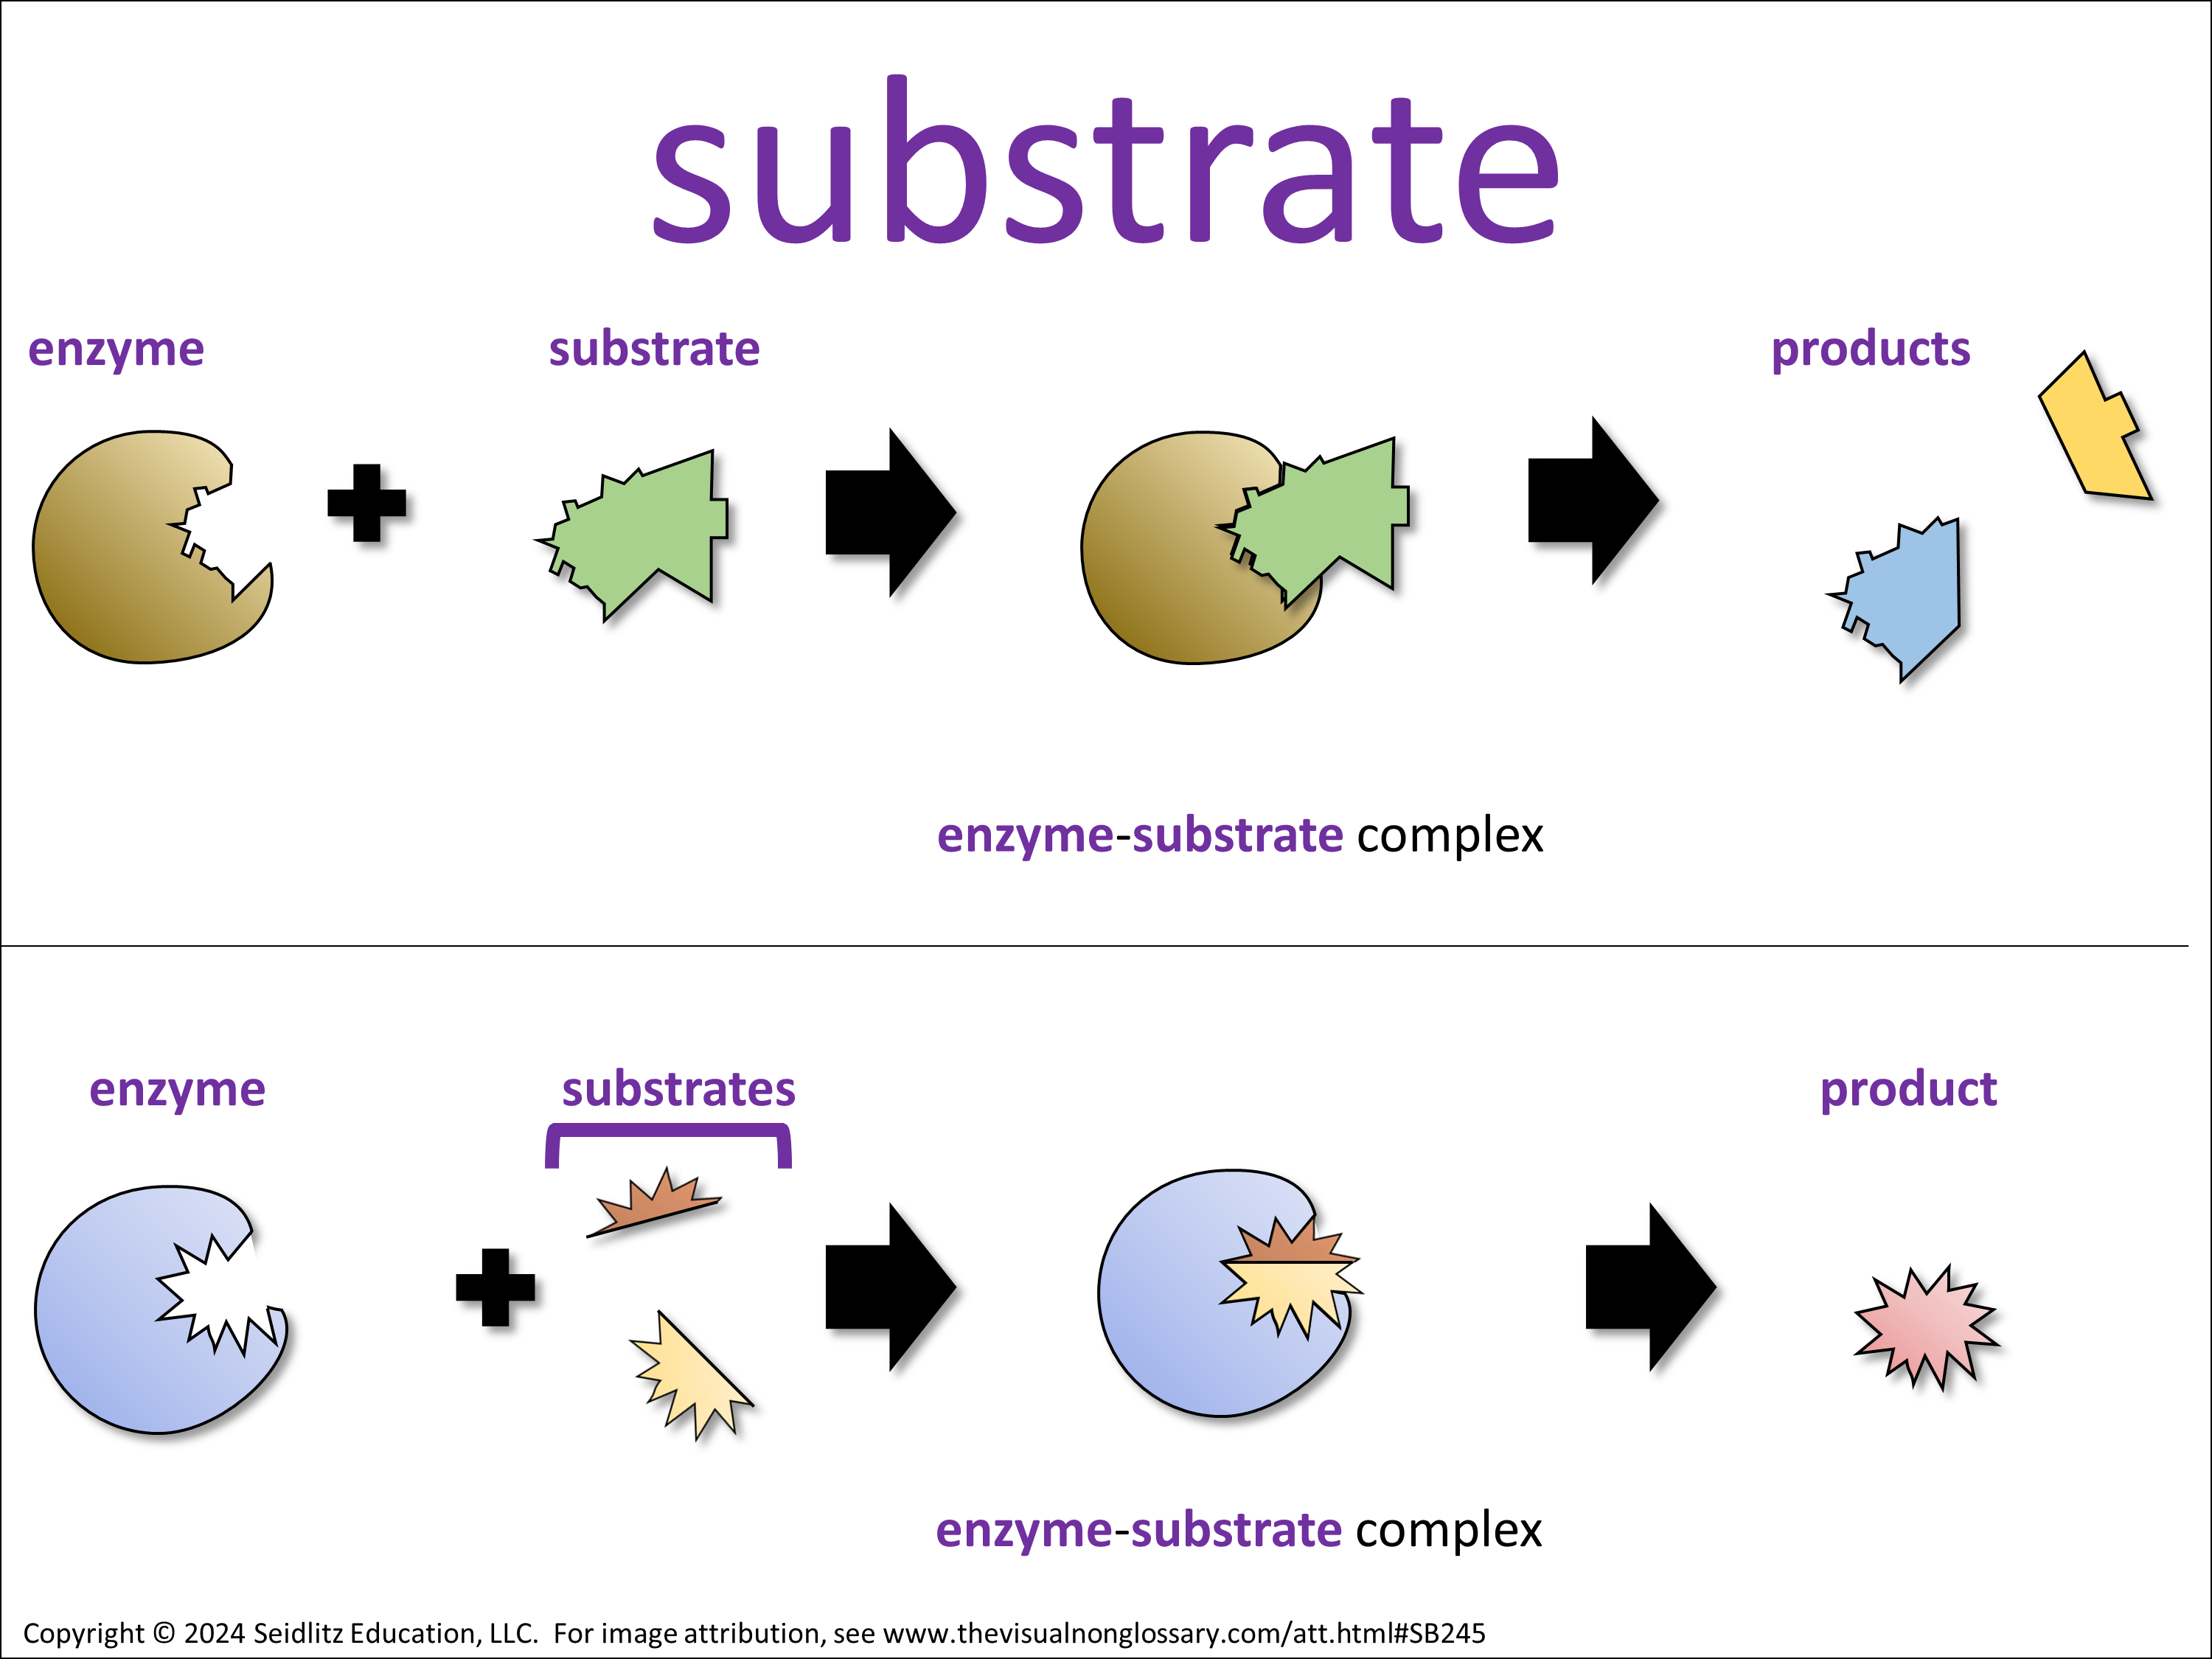 substrate
enzyme
substrate
products
enzyme-substrate complex
enzyme
substrates
product
enzyme-substrate complex
Copyright © 2024 Seidlitz Education, LLC.  For image attribution, see www.thevisualnonglossary.com/att.html#SB245